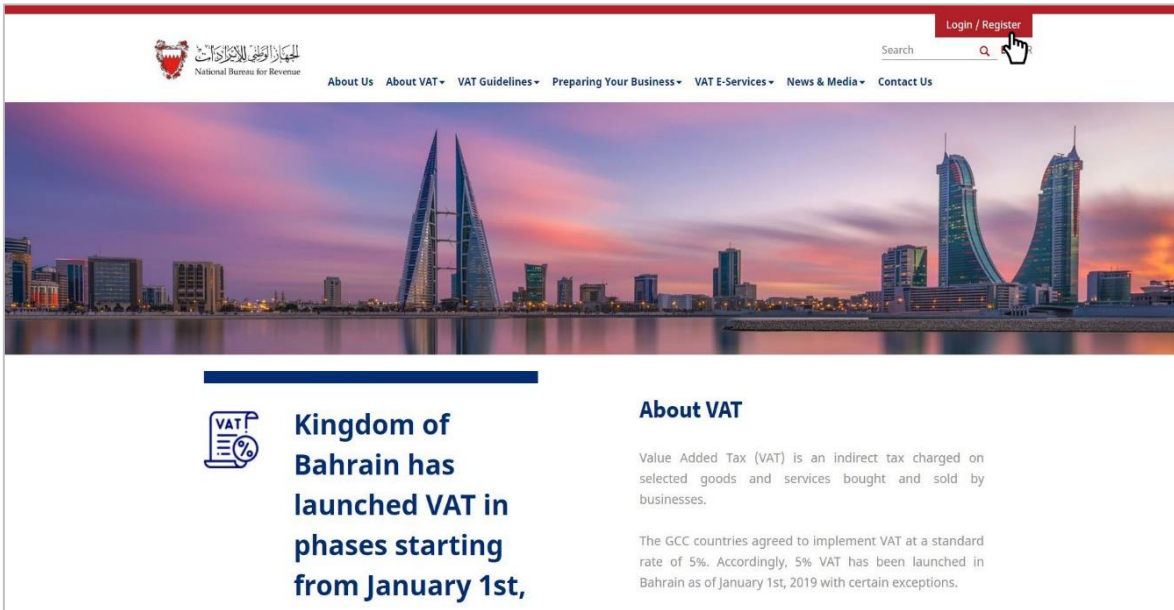 Login / Register
Search
الجهاز الوطني للإيرادات
National Bureau for Revenue
About Us About VAT VAT Guidelines Preparing Your Business VAT E-Services News & Media Contact Us
VAT
%
Kingdom of
Bahrain has
launched VAT in
phases starting
from January 1st,
About VAT
Value Added Tax (VAT) is an indirect tax charged on
selected goods and services bought and sold by
businesses.
The GCC countries agreed to implement VAT at a standard
rate of 5%. Accordingly, 5% VAT has been launched in
Bahrain as of January 1st, 2019 with certain exceptions.